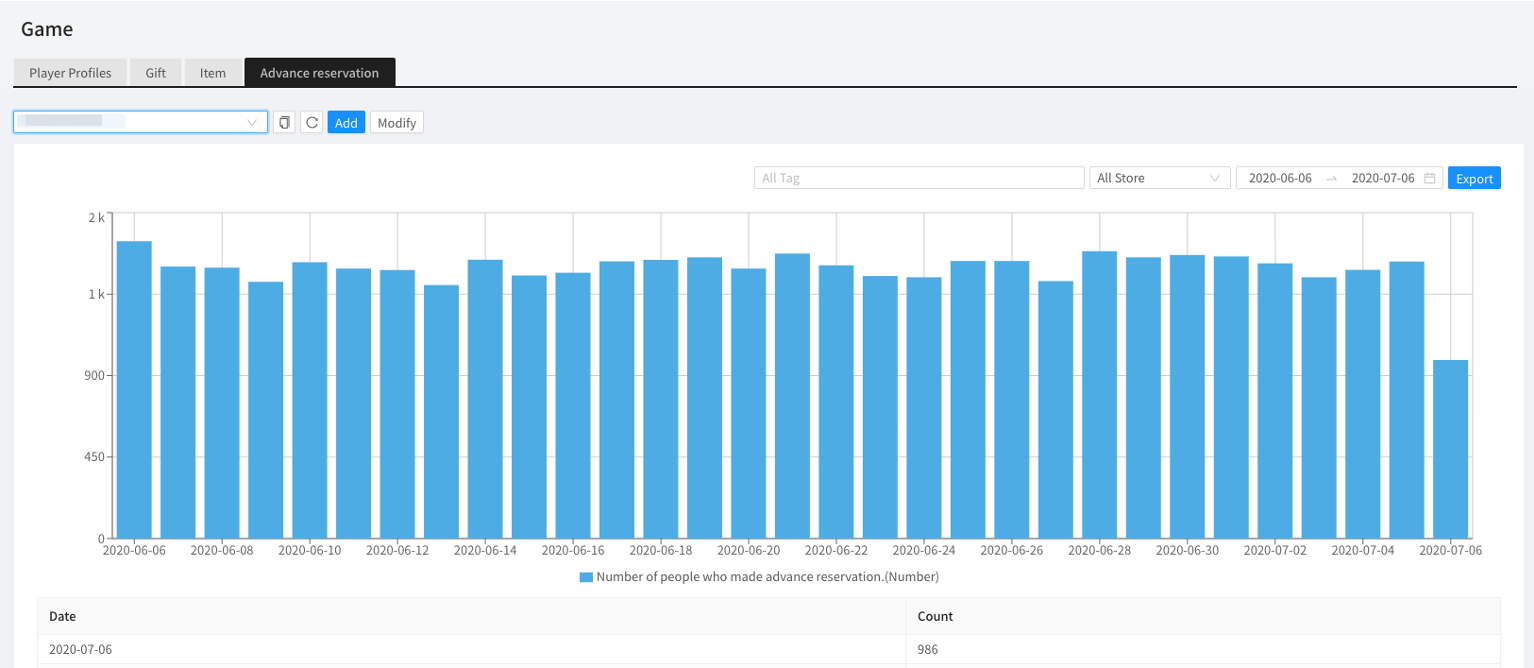 Game
Player Profiles Gift Item Advance reservation
Add Modify
All Tag All Store 2020-06-06 → 2020-07-06 Export
2 k
1 k
900
450
0
2020-06-06 2020-06-08 2020-06-10 2020-06-12 2020-06-14 2020-06-16 2020-06-18 2020-06-20 2020-06-22 2020-06-24 2020-06-26 2020-06-28 2020-06-30 2020-07-02 2020-07-04 2020-07-06
Number of people who made advance reservation.(Number)
Date Count
2020-07-06 986